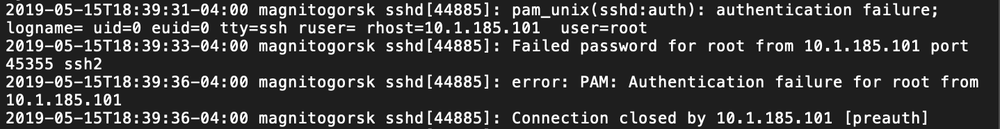 2019-05-15T18:39:31-04:00 magnitogorsk sshd[44885]: pam_unix(sshd:auth): authentication failure;
logname= uid=0 euid=0 tty=ssh ruser= rhost=10.1.185.101  user=root
2019-05-15T18:39:33-04:00 magnitogorsk sshd[44885]: Failed password for root from 10.1.185.101 port
45355 ssh2
2019-05-15T18:39:36-04:00 magnitogorsk sshd[44885]: error: PAM: Authentication failure for root from
10.1.185.101
2019-05-15T18:39:36-04:00 magnitogorsk sshd[44885]: Connection closed by 10.1.185.101 [preauth]